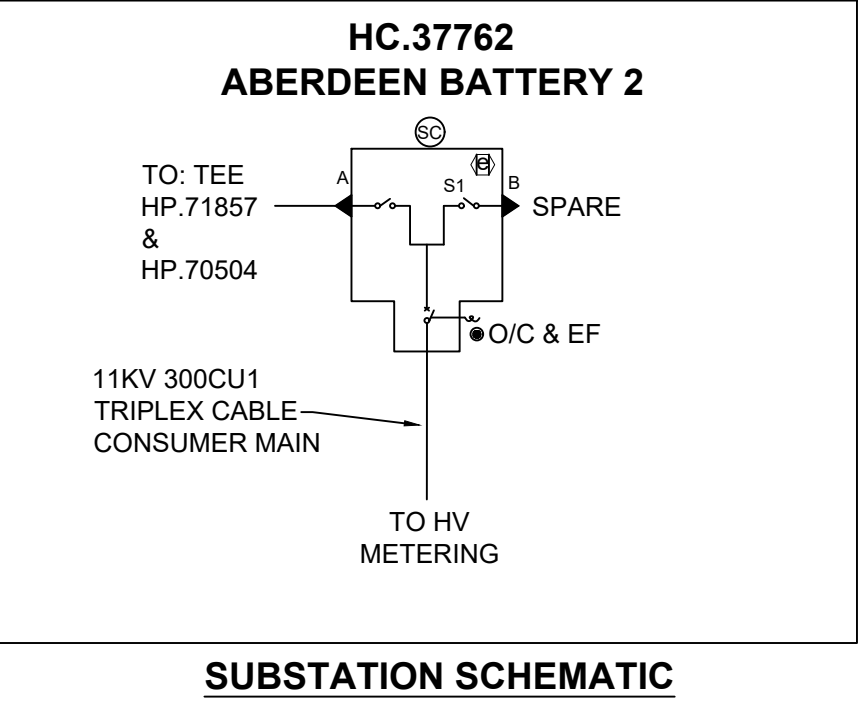 HC.37762
ABERDEEN BATTERY 2
SC
e
TO: TEE
HP.71857
&
HP.70504
A
S1
B
SPARE
O/C & EF
11KV 300CU1
TRIPLEX CABLE
CONSUMER MAIN
TO HV
METERING
SUBSTATION SCHEMATIC